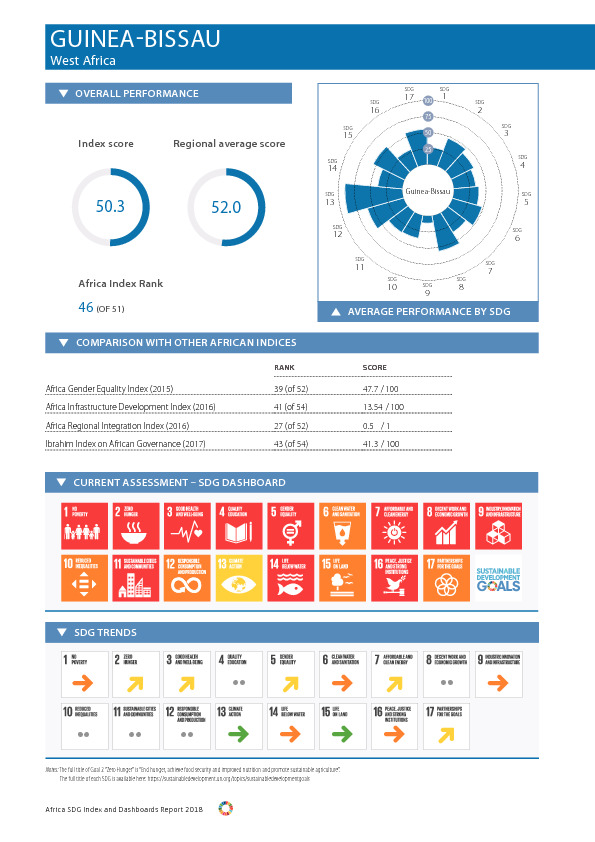 GUINEA-BISSAU
West Africa
OVERALL PERFORMANCE
Index score
Regional average score
50.3
52.0
Africa Index Rank
46 (OF 51)
SDG 1
SDG 2
SDG 3
SDG 4
SDG 5
SDG 6
SDG 7
SDG 8
SDG 9
SDG 10
SDG 11
SDG 12
SDG 13
SDG 14
SDG 15
SDG 16
SDG 17
100
75
50
25
Guinea-Bissau
AVERAGE PERFORMANCE BY SDG
COMPARISON WITH OTHER AFRICAN INDICES
RANK SCORE
Africa Gender Equality Index (2015) 39 (of 52) 47.7 / 100
Africa Infrastructure Development Index (2016) 41 (of 54) 13.54 / 100
Africa Regional Integration Index (2016) 27 (of 52) 0.5 / 1
Ibrahim Index on African Governance (2017) 43 (of 54) 41.3 / 100
CURRENT ASSESSMENT – SDG DASHBOARD
1 NO POVERTY
2 ZERO HUNGER
3 GOOD HEALTH AND WELL-BEING
4 QUALITY EDUCATION
5 GENDER EQUALITY
6 CLEAN WATER AND SANITATION
7 AFFORDABLE AND CLEAN ENERGY
8 DECENT WORK AND ECONOMIC GROWTH
9 INDUSTRY, INNOVATION AND INFRASTRUCTURE
10 REDUCED INEQUALITIES
11 SUSTAINABLE CITIES AND COMMUNITIES
12 RESPONSIBLE CONSUMPTION AND PRODUCTION
13 CLIMATE ACTION
14 LIFE BELOW WATER
15 LIFE ON LAND
16 PEACE, JUSTICE AND STRONG INSTITUTIONS
17 PARTNERSHIPS FOR THE GOALS
SUSTAINABLE
DEVELOPMENT
GOALS
SDG TRENDS
1 NO POVERTY
2 ZERO HUNGER
3 GOOD HEALTH AND WELL-BEING
4 QUALITY EDUCATION
5 GENDER EQUALITY
6 CLEAN WATER AND SANITATION
7 AFFORDABLE AND CLEAN ENERGY
8 DECENT WORK AND ECONOMIC GROWTH
9 INDUSTRY, INNOVATION AND INFRASTRUCTURE
10 REDUCED INEQUALITIES
11 SUSTAINABLE CITIES AND COMMUNITIES
12 RESPONSIBLE CONSUMPTION AND PRODUCTION
13 CLIMATE ACTION
14 LIFE BELOW WATER
15 LIFE ON LAND
16 PEACE, JUSTICE AND STRONG INSTITUTIONS
17 PARTNERSHIPS FOR THE GOALS
Notes: The full title of Goal 2 "Zero Hunger" is "End hunger, achieve food security and improved nutrition and promote sustainable agriculture".
The full title of each SDG is available here: https://sustainabledevelopment.un.org/topics/sustainabledevelopmentgoals
Africa SDG Index and Dashboards Report 2018